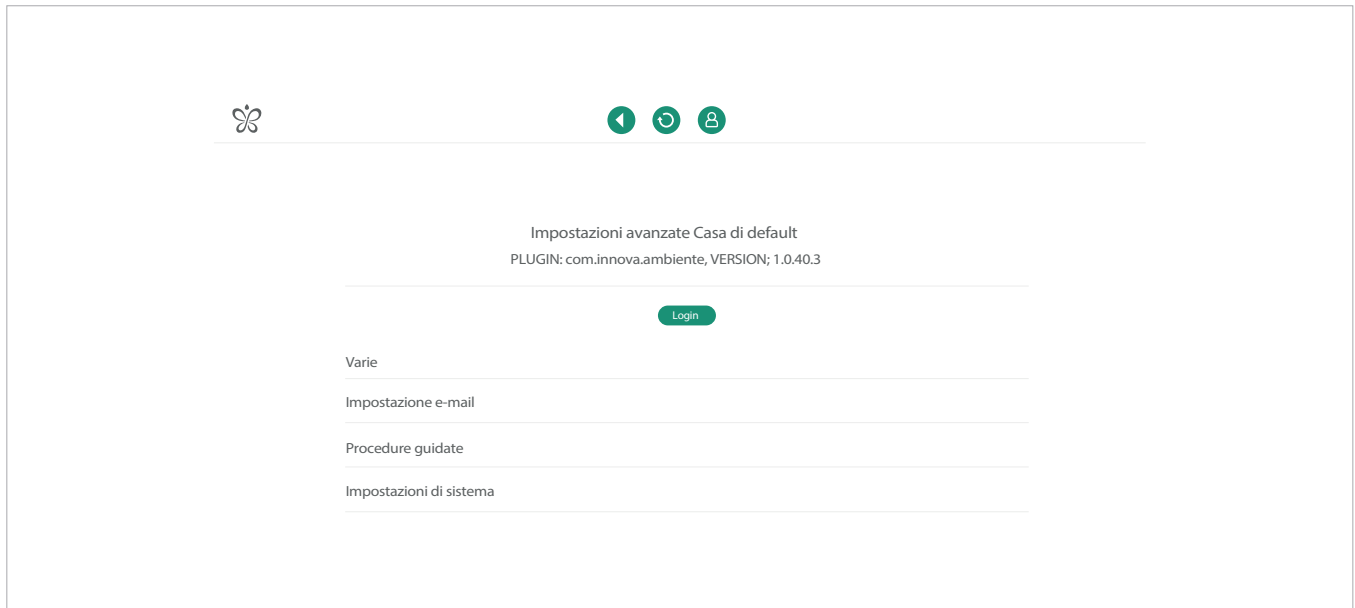 Impostazioni avanzate Casa di default
PLUGIN: com.innova.ambiente, VERSION; 1.0.40.3
Login
Varie
Impostazione e-mail
Procedure guidate
Impostazioni di sistema